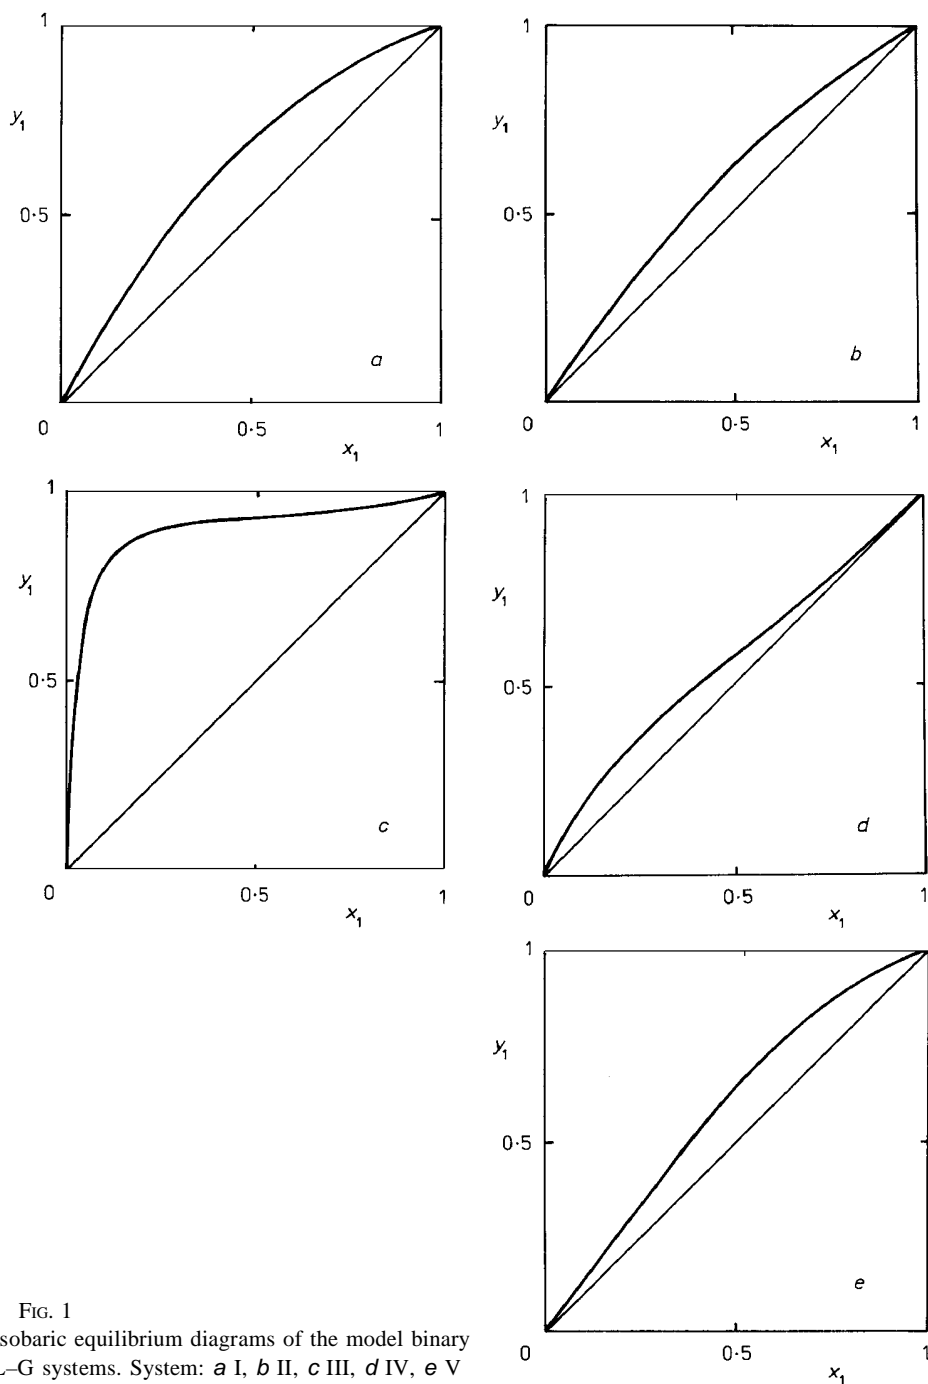 1
y₁
0·5
a
0
0·5
1
x₁
1
y₁
0·5
b
0
0·5
1
x₁
1
y₁
0·5
c
0
0·5
1
x₁
1
y₁
0·5
d
0
0·5
1
x₁
1
y₁
0·5
e
0
0·5
1
x₁
FIG. 1
sobaric equilibrium diagrams of the model binary
L–G systems. System: a I, b II, c III, d IV, e V